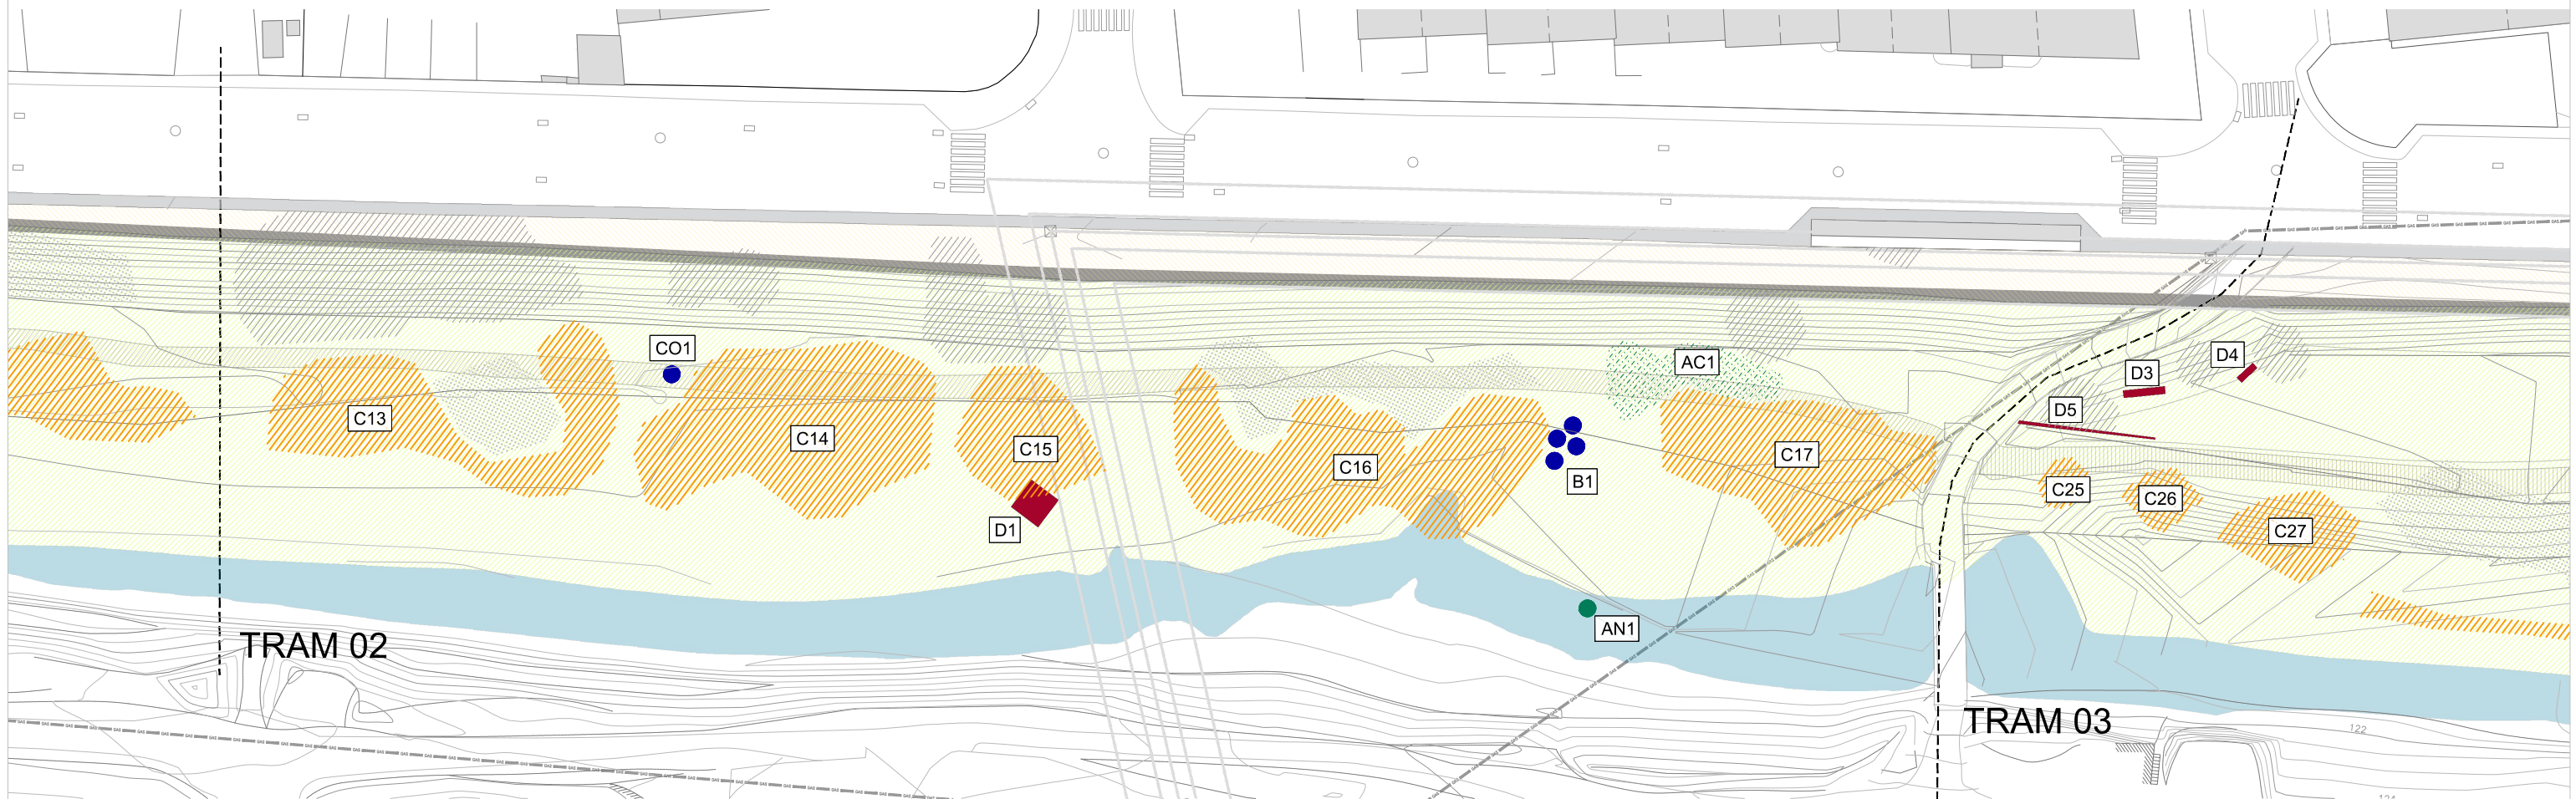 CO1
AC1
D4
D3
D5
C13
C14
C15
C16
C17
B1
C25
C26
C27
D1
AN1
TRAM 02
TRAM 03
122